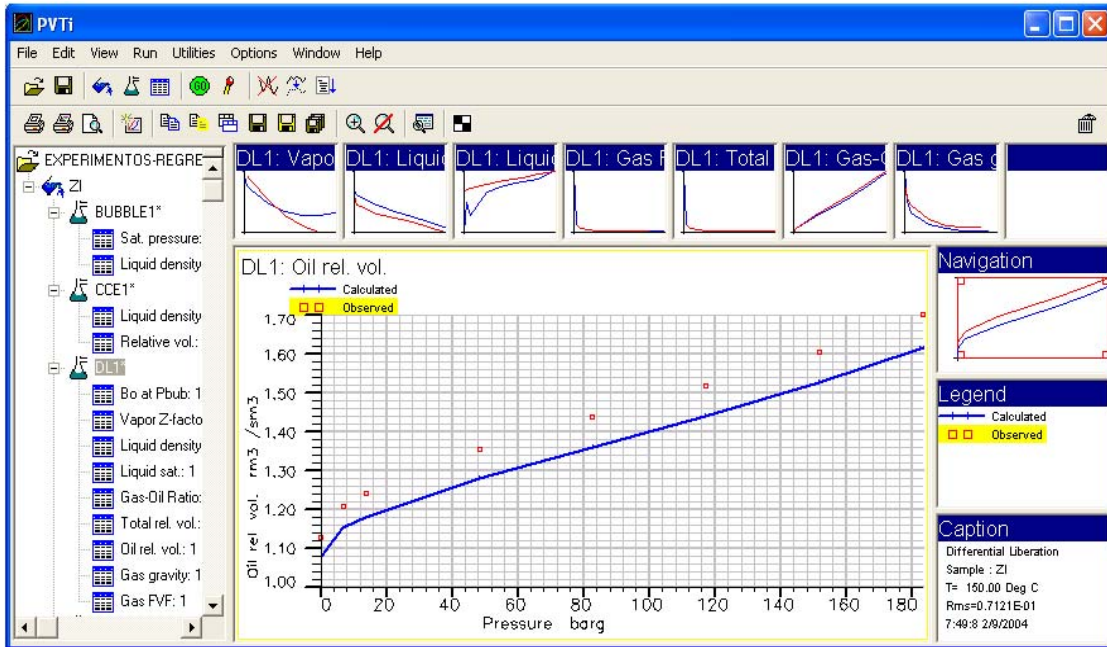 PVTi
File Edit View Run Utilities Options Window Help
GO
EXPERIMENTOS-REGRE
ZI
BUBBLE1*
Sat. pressure:
Liquid density
CCE1*
Liquid density
Relative vol.:
DL1*
Bo at Pbub: 1
Vapor Z-facto
Liquid density
Liquid sat.: 1
Gas-Oil Ratio:
Total rel. vol.:
Oil rel. vol.: 1
Gas gravity: 1
Gas FVF: 1
DL1: Vapo
DL1: Liquid
DL1: Liquid
DL1: Gas F
DL1: Total
DL1: Gas-O
DL1: Gas g
DL1: Oil rel. vol.
Calculated
Observed
1.70
1.60
1.50
1.40
1.30
1.20
1.10
1.00
Oil rel. vol. rm3 /sm3
0 20 40 60 80 100 120 140 160 180
Pressure barg
Navigation
Legend
Calculated
Observed
Caption
Differential Liberation
Sample : ZI
T= 150.00 Deg C
Rms=0.7121E-01
7:49:8 2/9/2004